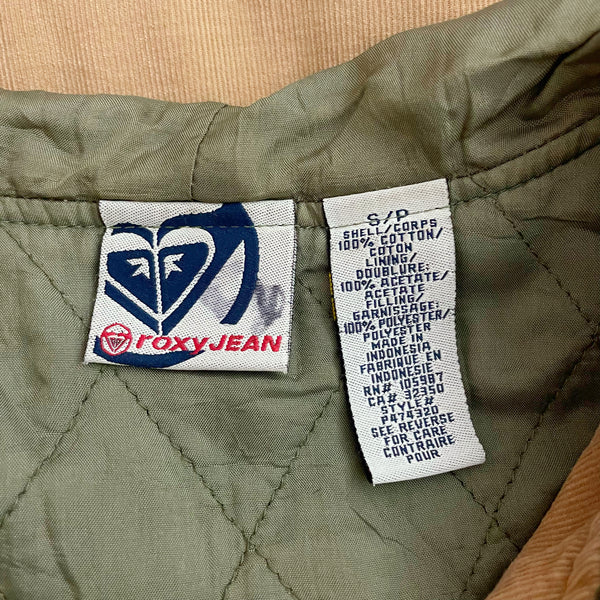 roxyJEAN
S/P
SHELL/CORPS
100% COTTON/
COTON
LINING/
DOUBLURE:
100% ACETATE/
ACETATE
FILLING/
GARNISSAGE:
100% POLYESTER/
POLYESTER
MADE IN
INDONESIA
FABRIQUE EN
INDONESIE
RN# 105987
CA# 32350
STYLE#
P474320
SEE REVERSE
FOR CARE
CONTRAIRE
POUR